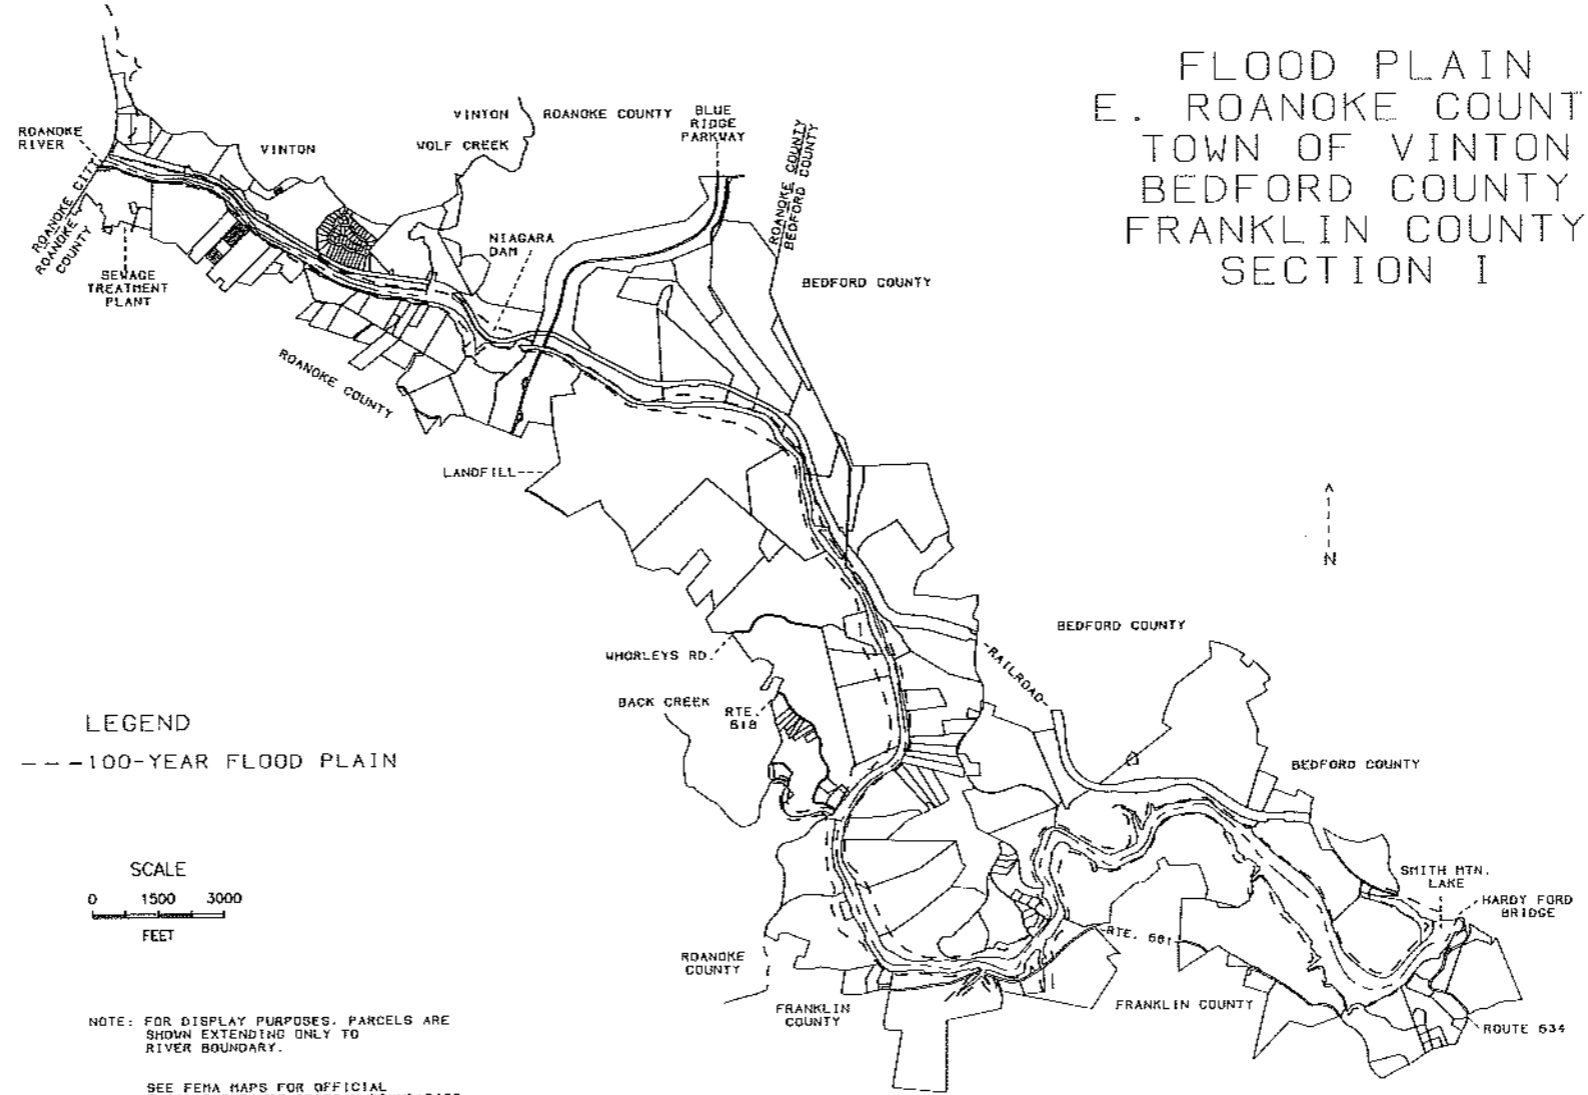 FLOOD PLAIN
E. ROANOKE COUNT
TOWN OF VINTON
BEDFORD COUNTY
FRANKLIN COUNTY
SECTION I
ROANOKE
RIVER
VINTON
VINTON
ROANOKE COUNTY
WOLF CREEK
BLUE
RIDGE
PARKWAY
ROANOKE COUNTY
BEDFORD COUNTY
ROANOKE CITY
ROANOKE
COUNTY
SEWAGE
TREATMENT
PLANT
NIAGARA
DAM
BEDFORD COUNTY
ROANOKE COUNTY
LANDFILL
N
BEDFORD COUNTY
WHORLEYS RD.
RAILROAD
BACK CREEK
RTE.
618
LEGEND
---100-YEAR FLOOD PLAIN
BEDFORD COUNTY
SCALE
0 1500 3000
FEET
SMITH MTN.
LAKE
HARDY FORD
BRIDGE
RTE. 681
ROANOKE
COUNTY
FRANKLIN
COUNTY
FRANKLIN COUNTY
ROUTE 634
NOTE: FOR DISPLAY PURPOSES, PARCELS ARE
SHOWN EXTENDING ONLY TO
RIVER BOUNDARY.
SEE FEMA MAPS FOR OFFICIAL